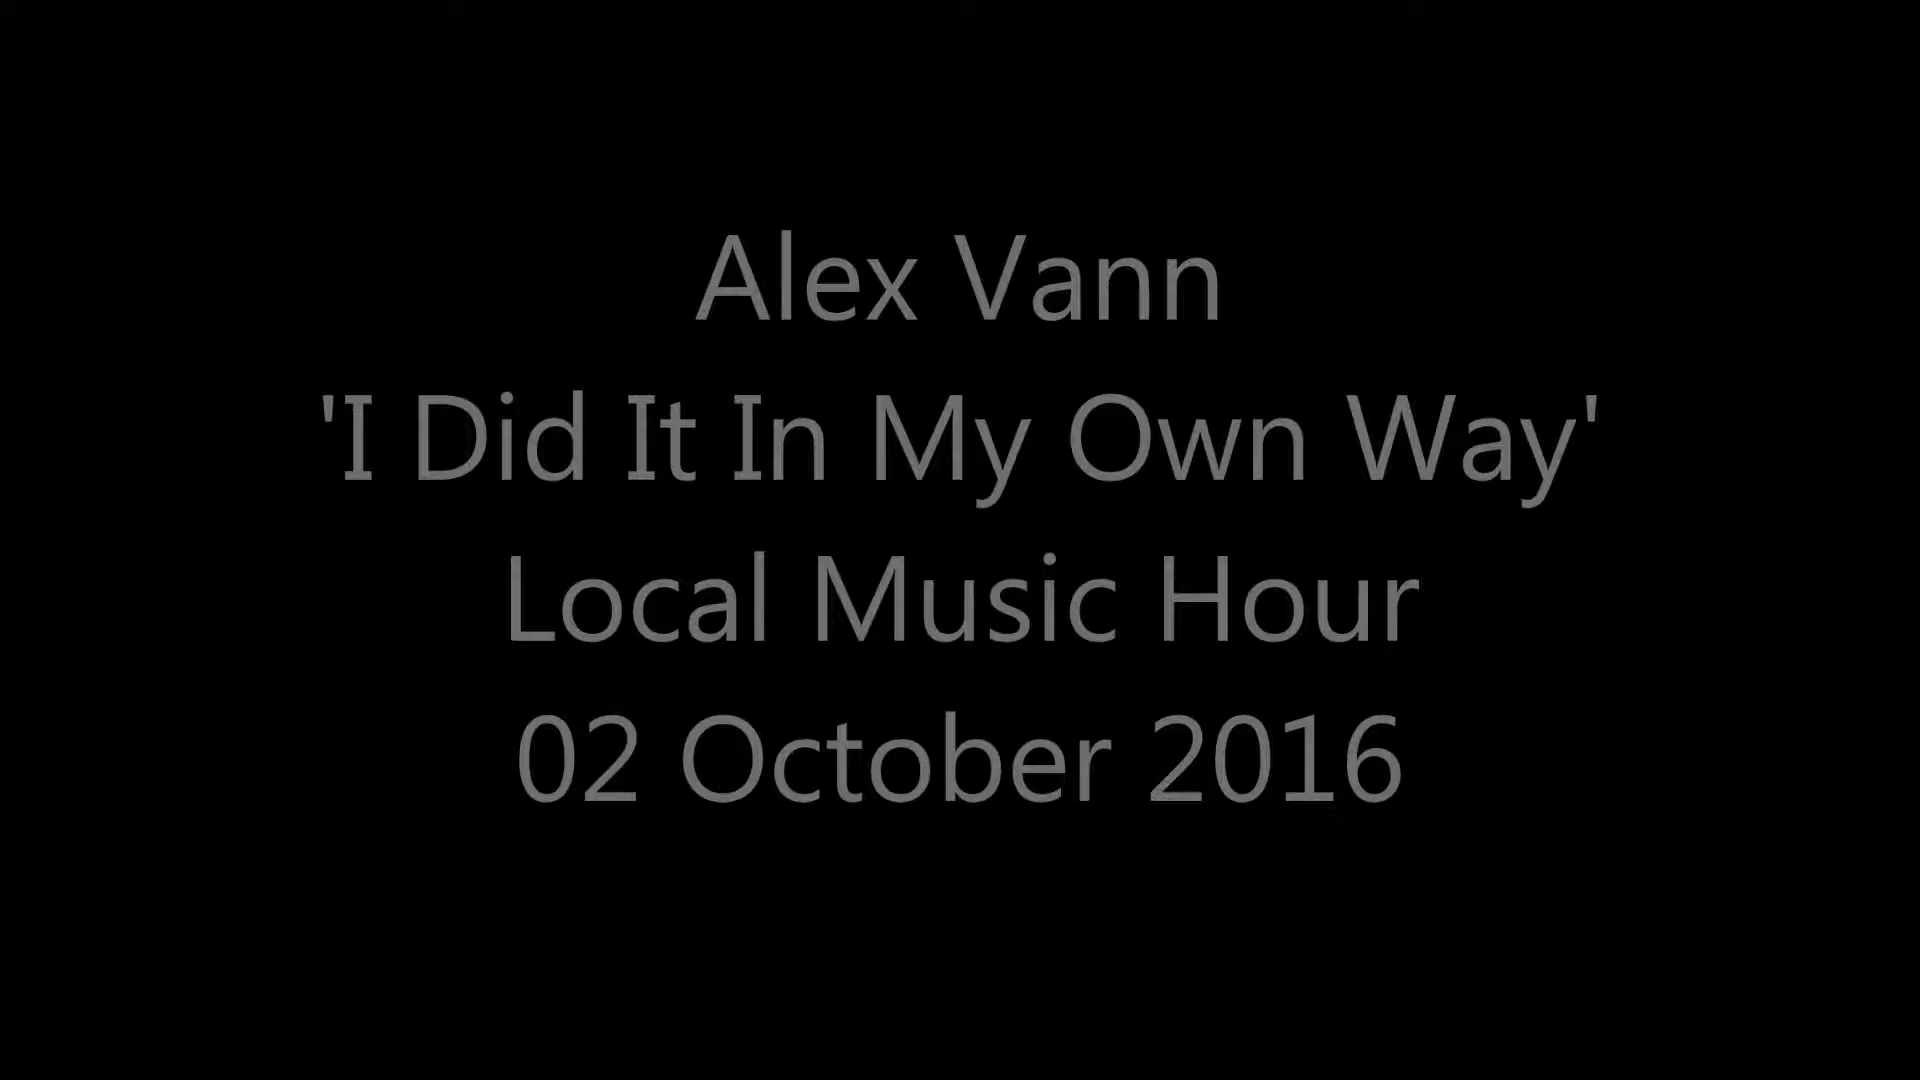 Alex Vann
'I Did It In My Own Way'
Local Music Hour
02 October 2016